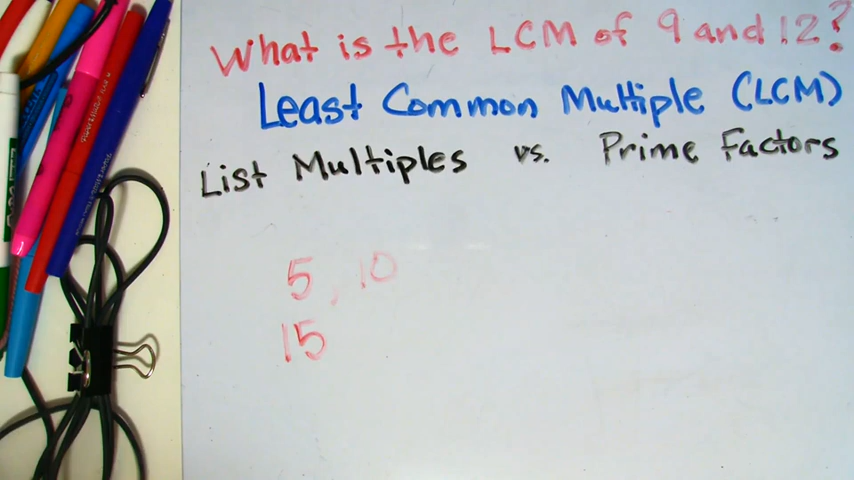 What is the LCM of 9 and 12?
Least Common Multiple (LCM)
List Multiples vs. Prime Factors
5, 10
15